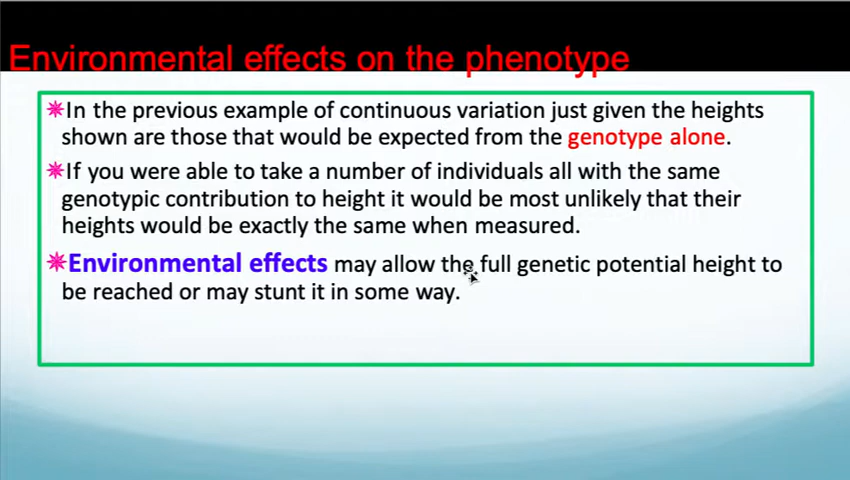 Environmental effects on the phenotype
In the previous example of continuous variation just given the heights
shown are those that would be expected from the genotype alone.
If you were able to take a number of individuals all with the same
genotypic contribution to height it would be most unlikely that their
heights would be exactly the same when measured.
Environmental effects may allow the full genetic potential height to
be reached or may stunt it in some way.